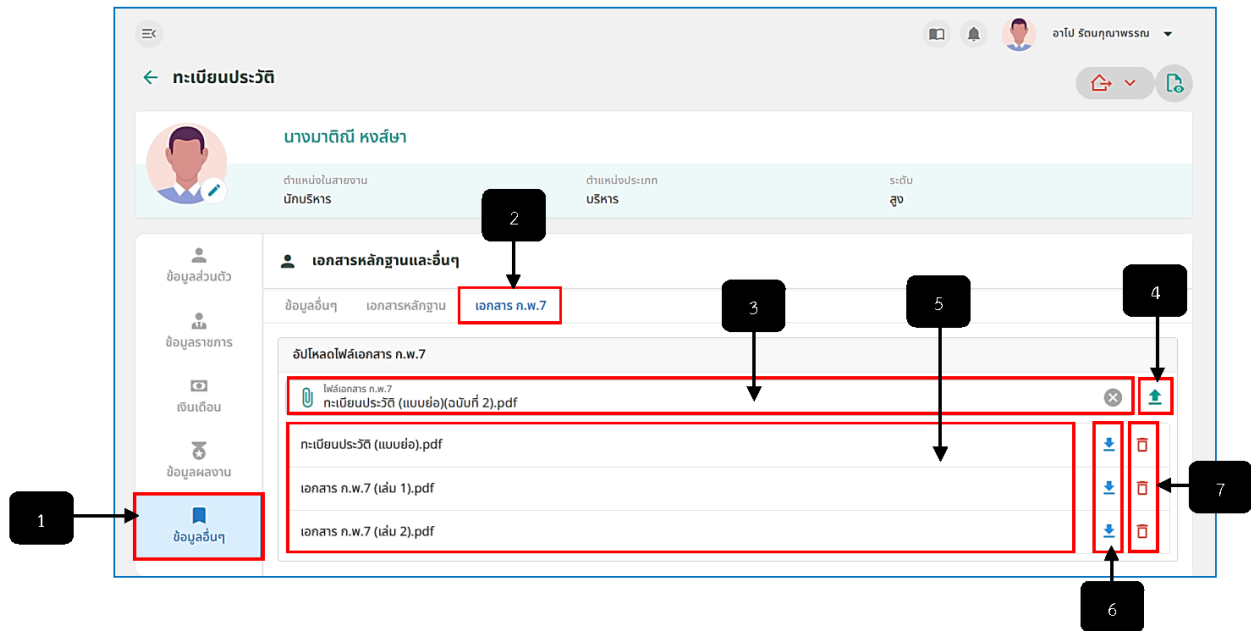 อาโป รัตนกุณาพรรณ
ทะเบียนประวัติ
นางมาติณี หงส์ษา
ตำแหน่งในสายงาน
นักบริหาร
ตำแหน่งประเภท
บริหาร
ระดับ
สูง
2
ข้อมูลส่วนตัว
ข้อมูลราชการ
เงินเดือน
ข้อมูลผลงาน
1
ข้อมูลอื่นๆ
เอกสารหลักฐานและอื่นๆ
ข้อมูลอื่นๆ เอกสารหลักฐาน เอกสาร ก.พ.7
3
5
4
อัปโหลดไฟล์เอกสาร ก.พ.7
ไฟล์เอกสาร ก.พ.7
ทะเบียนประวัติ (แบบย่อ)(ฉบับที่ 2).pdf
ทะเบียนประวัติ (แบบย่อ).pdf
เอกสาร ก.พ.7 (เล่ม 1).pdf
เอกสาร ก.พ.7 (เล่ม 2).pdf
7
6